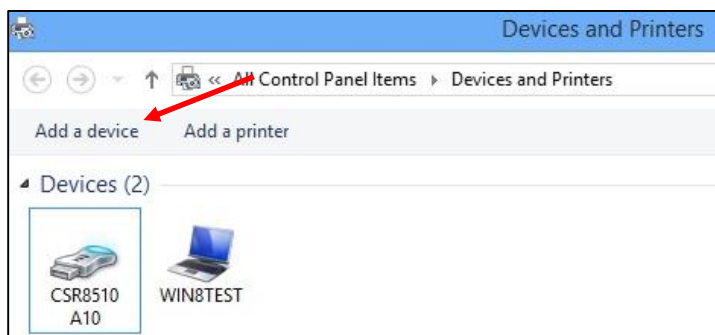 Devices and Printers
« All Control Panel Items ▸ Devices and Printers
Add a device Add a printer
Devices (2)
CSR8510 WIN8TEST
A10